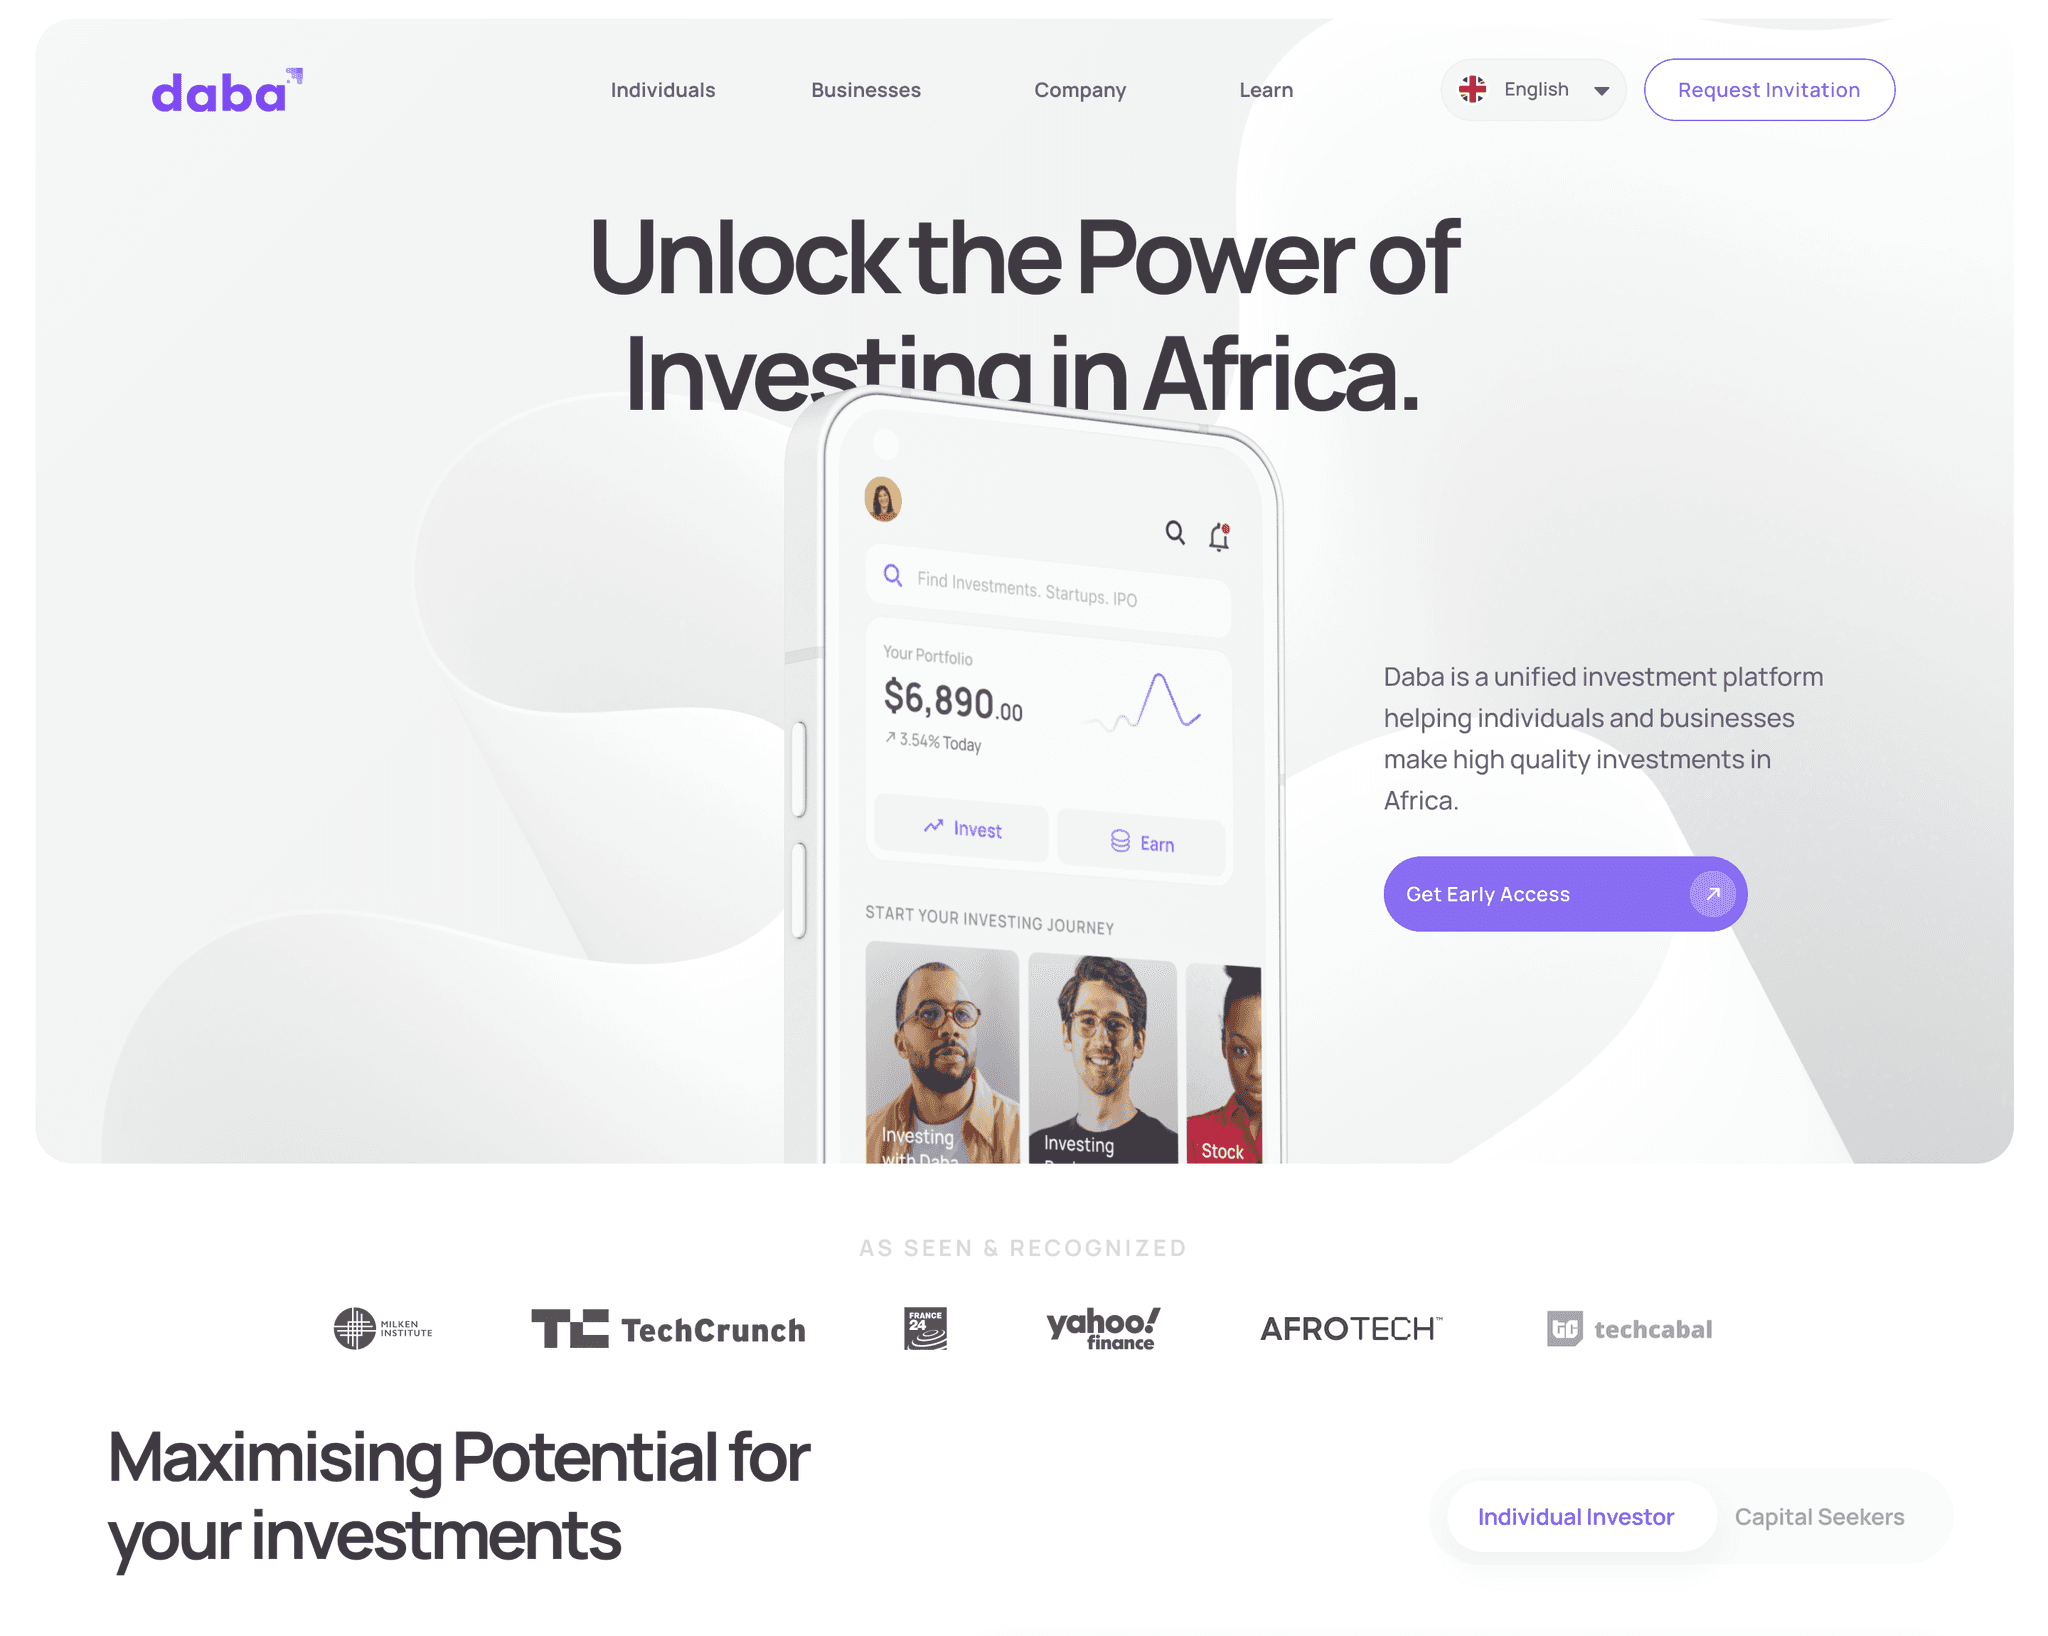 daba
Individuals
Businesses
Company
Learn
English
Request Invitation
Unlock the Power of
Investing in Africa.
Find Investments. Startups. IPO
Your Portfolio
$6,890.00
3.54% Today
Invest
Earn
START YOUR INVESTING JOURNEY
Investing
with Daba
Investing
Stock
Daba is a unified investment platform
helping individuals and businesses
make high quality investments in
Africa.
Get Early Access
AS SEEN & RECOGNIZED
MILKEN
INSTITUTE
TC TechCrunch
FRANCE
24
yahoo!
finance
AFROTECH™
TC techcabal
Maximising Potential for
your investments
Individual Investor
Capital Seekers